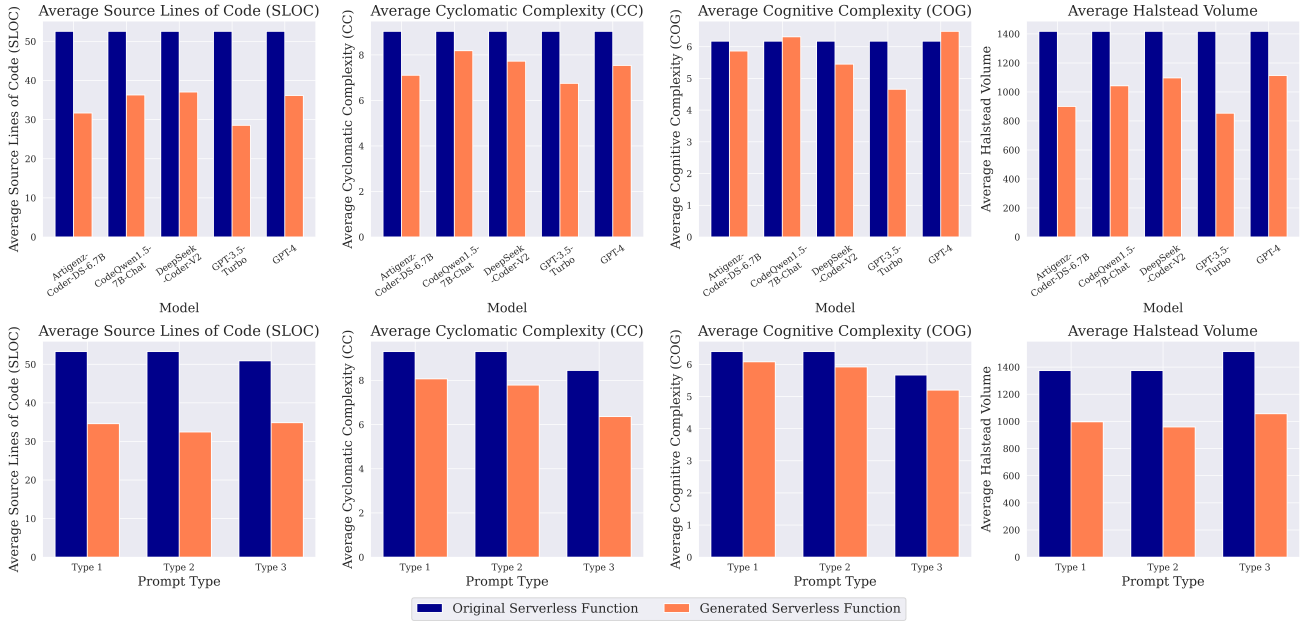 Average Source Lines of Code (SLOC)
Average Source Lines of Code (SLOC)
50
40
30
20
10
0
Artigenz-
Coder-DS-6.7B
CodeQwen1.5-
7B-Chat
DeepSeek
-Coder-V2
GPT-3.5-
Turbo
GPT-4
Model
Average Cyclomatic Complexity (CC)
Average Cyclomatic Complexity (CC)
8
6
4
2
0
Artigenz-
Coder-DS-6.7B
CodeQwen1.5-
7B-Chat
DeepSeek
-Coder-V2
GPT-3.5-
Turbo
GPT-4
Model
Average Cognitive Complexity (COG)
Average Cognitive Complexity (COG)
6
5
4
3
2
1
0
Artigenz-
Coder-DS-6.7B
CodeQwen1.5-
7B-Chat
DeepSeek
-Coder-V2
GPT-3.5-
Turbo
GPT-4
Model
Average Halstead Volume
Average Halstead Volume
1400
1200
1000
800
600
400
200
0
Artigenz-
Coder-DS-6.7B
CodeQwen1.5-
7B-Chat
DeepSeek
-Coder-V2
GPT-3.5-
Turbo
GPT-4
Model
Average Source Lines of Code (SLOC)
Average Source Lines of Code (SLOC)
50
40
30
20
10
0
Type 1
Type 2
Type 3
Prompt Type
Average Cyclomatic Complexity (CC)
Average Cyclomatic Complexity (CC)
8
6
4
2
0
Type 1
Type 2
Type 3
Prompt Type
Average Cognitive Complexity (COG)
Average Cognitive Complexity (COG)
6
5
4
3
2
1
0
Type 1
Type 2
Type 3
Prompt Type
Average Halstead Volume
Average Halstead Volume
1400
1200
1000
800
600
400
200
0
Type 1
Type 2
Type 3
Prompt Type
Original Serverless Function
Generated Serverless Function